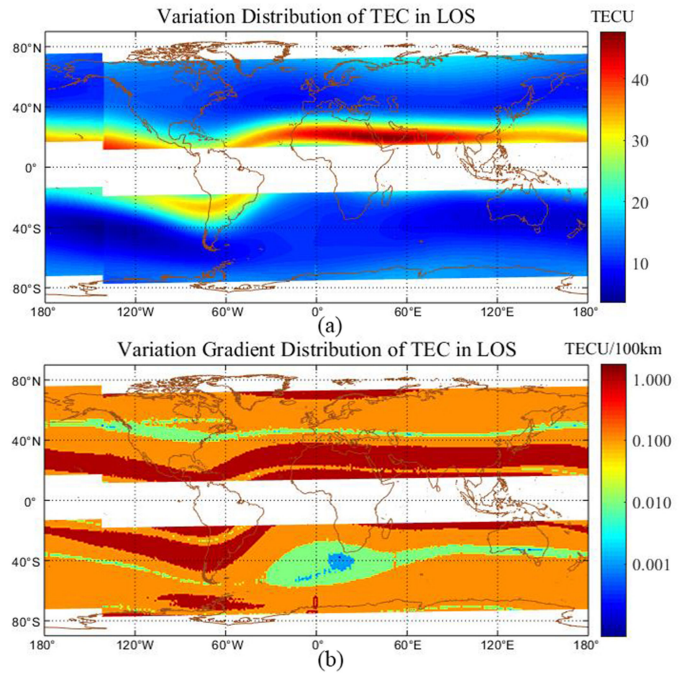 Variation Distribution of TEC in LOS TECU
80°N
40°N
0°
40°S
80°S
40
30
20
10
180° 120°W 60°W 0° 60°E 120°E 180°
(a)
Variation Gradient Distribution of TEC in LOS TECU/100km
80°N
40°N
0°
40°S
80°S
1.000
0.100
0.010
0.001
180° 120°W 60°W 0° 60°E 120°E 180°
(b)